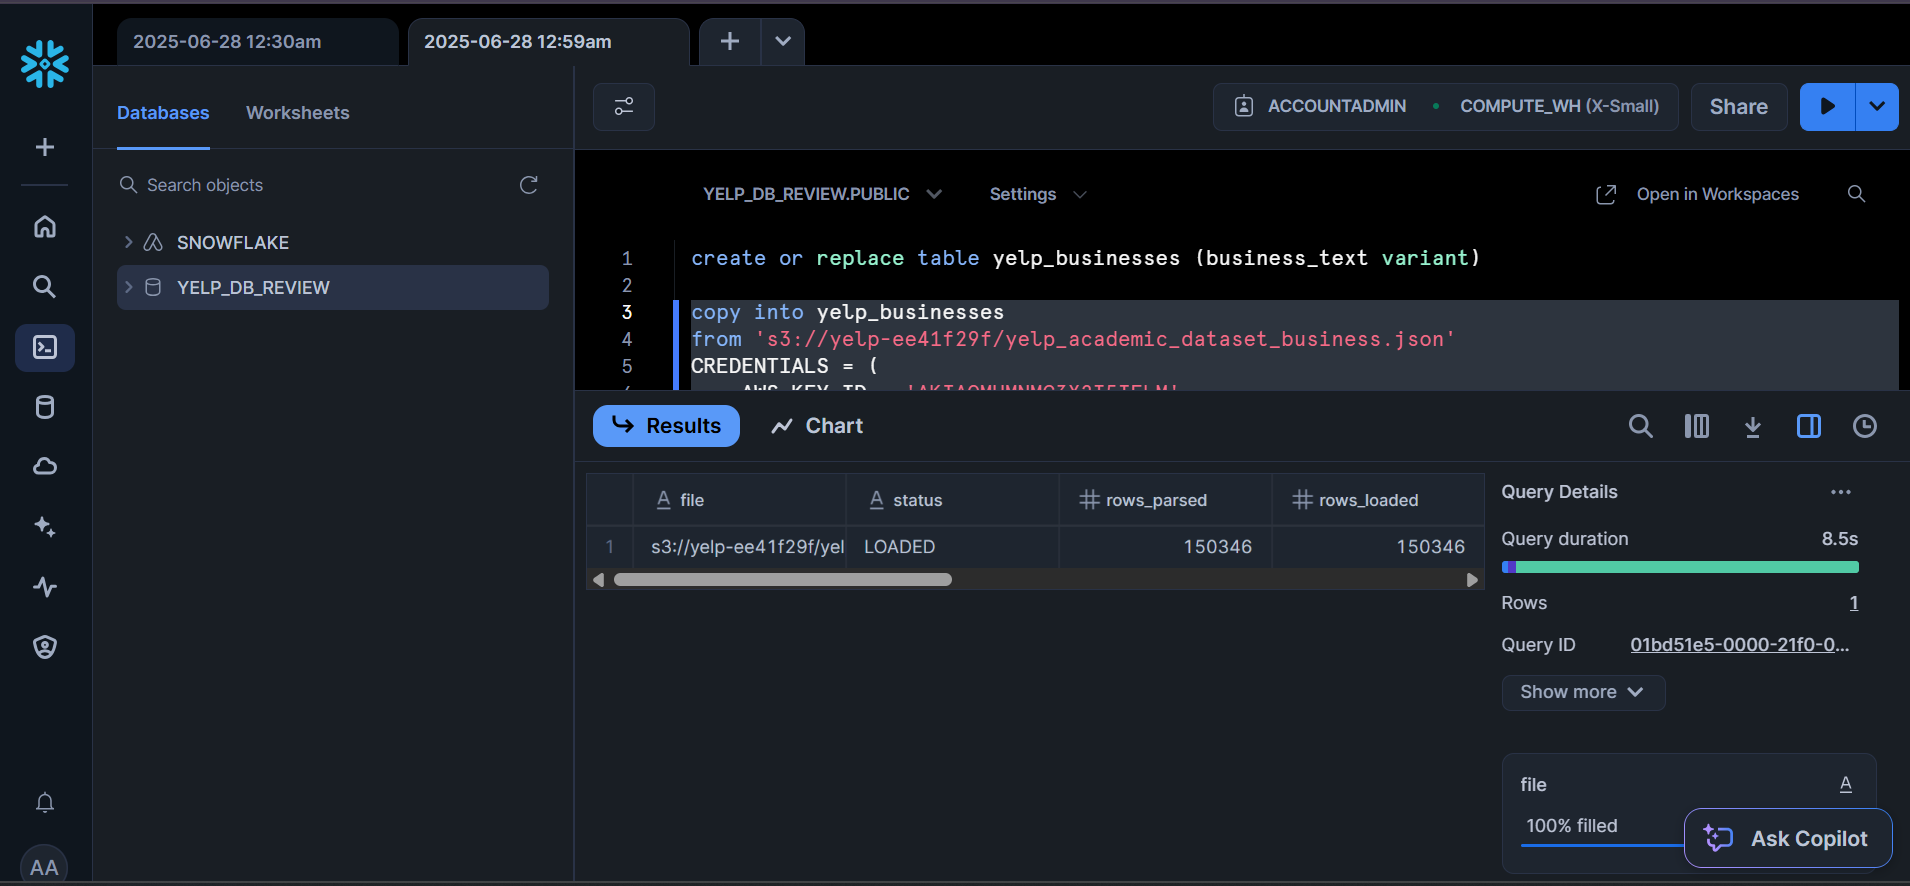 2025-06-28 12:30am
2025-06-28 12:59am
Databases
Worksheets
Search objects
SNOWFLAKE
YELP_DB_REVIEW
ACCOUNTADMIN
COMPUTE_WH (X-Small)
Share
YELP_DB_REVIEW.PUBLIC
Settings
Open in Workspaces
1 create or replace table yelp_businesses (business_text variant)
2
3 copy into yelp_businesses
4 from 's3://yelp-ee41f29f/yelp_academic_dataset_business.json'
5 CREDENTIALS = (
Results
Chart
file status rows_parsed rows_loaded
1 s3://yelp-ee41f29f/yel LOADED 150346 150346
Query Details
Query duration 8.5s
Rows 1
Query ID 01bd51e5-0000-21f0-0...
Show more
file
100% filled
Ask Copilot
AA